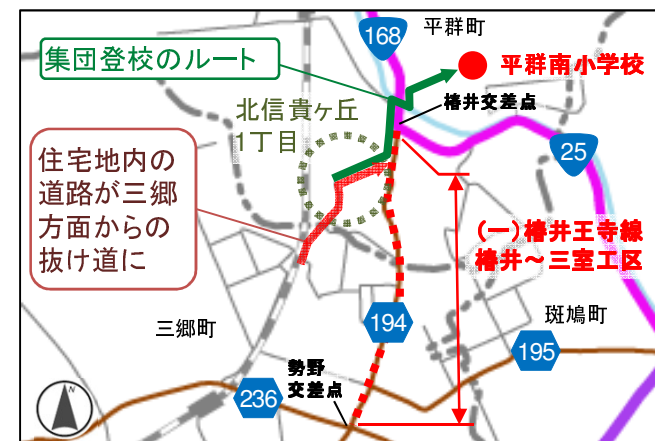 平群町
168
集団登校のルート
平群南小学校
椿井交差点
北信貴ヶ丘
1丁目
25
住宅地内の
道路が三郷
方面からの
抜け道に
(一)椿井王寺線
椿井～三室工区
三郷町
194
斑鳩町
195
勢野
交差点
236
N